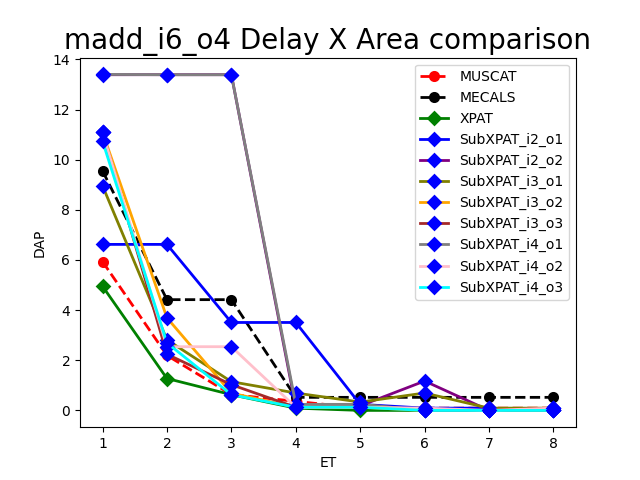 madd_i6_o4 Delay X Area comparison
14
12
10
8
6
4
2
0
DAP
MUSCAT
MECALS
XPAT
SubXPAT_i2_o1
SubXPAT_i2_o2
SubXPAT_i3_o1
SubXPAT_i3_o2
SubXPAT_i3_o3
SubXPAT_i4_o1
SubXPAT_i4_o2
SubXPAT_i4_o3
1 2 3 4 5 6 7 8
ET